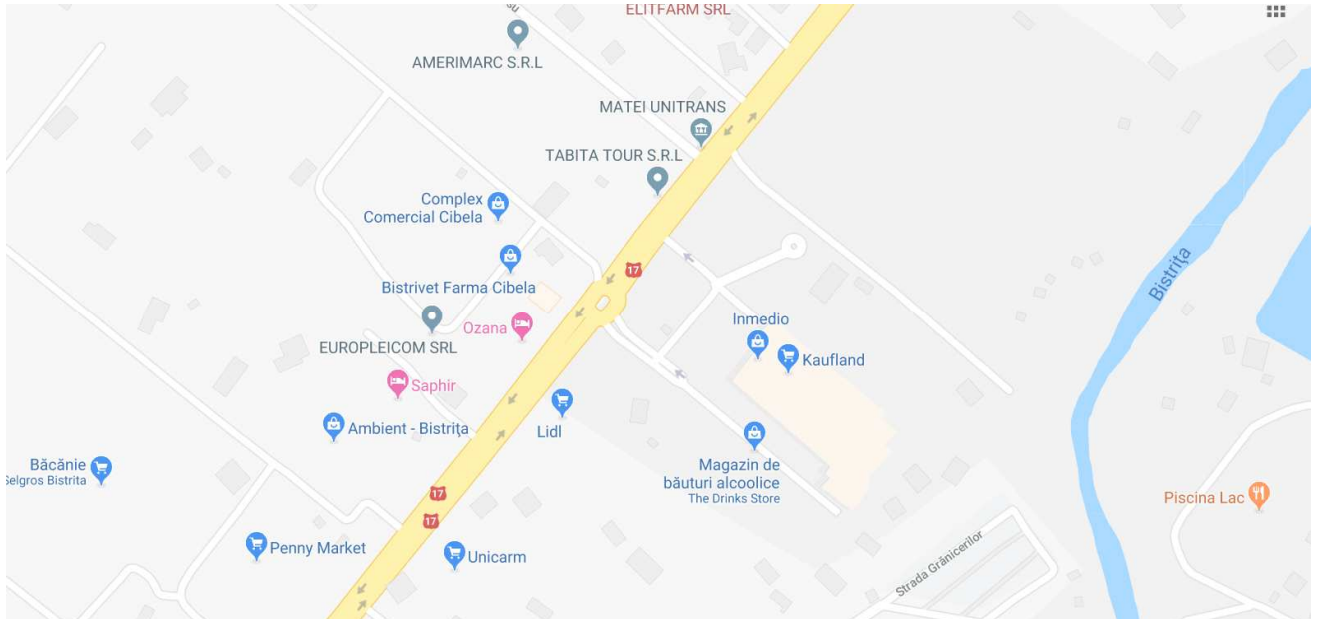 ELITFARM SRL
AMERIMARC S.R.L
MATEI UNITRANS
TABITA TOUR S.R.L
Complex
Comercial Cibela
Bistrivet Farma Cibela
17
Bistrița
Ozana
EUROPLEICOM SRL
Inmedio
Kaufland
Saphir
Ambient - Bistrița
Lidl
Băcănie
Selgros Bistrita
Magazin de
băuturi alcoolice
The Drinks Store
17
17
Piscina Lac
Penny Market
Unicarm
Strada Grănicerilor